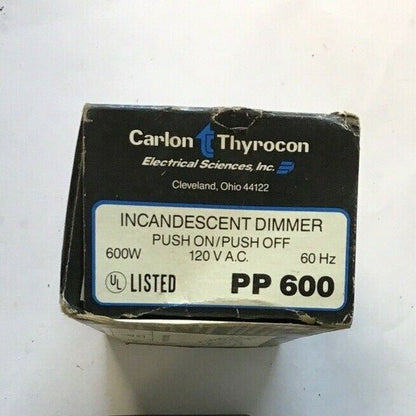 Carlon Thyrocon
Electrical Sciences, Inc.
Cleveland, Ohio 44122
INCANDESCENT DIMMER
PUSH ON/PUSH OFF
600W 120 V A.C. 60 Hz
UL LISTED PP 600